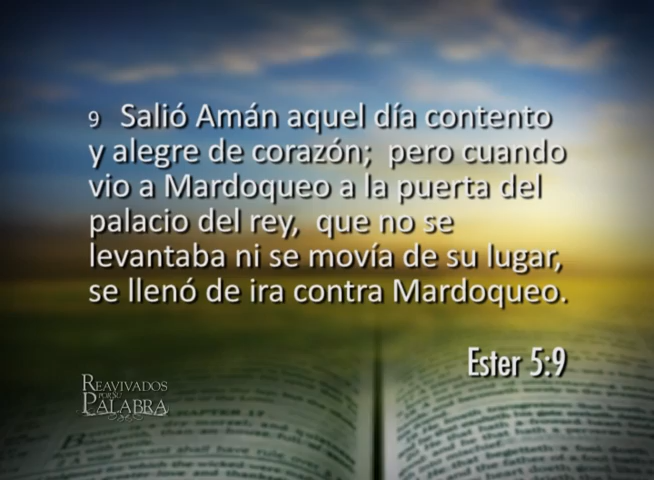 9 Salió Amán aquel día contento
y alegre de corazón; pero cuando
vio a Mardoqueo a la puerta del
palacio del rey, que no se
levantaba ni se movía de su lugar,
se llenó de ira contra Mardoqueo.
Ester 5:9
REAVIVADOS
POR SU
PALABRA
CHAPTER 17